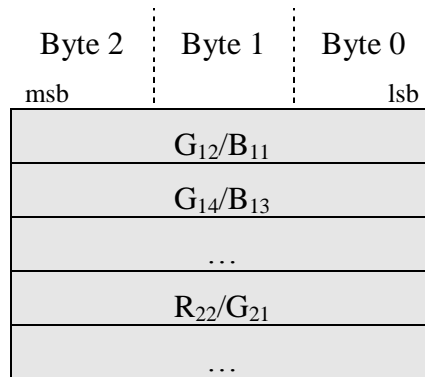 Byte 2 Byte 1 Byte 0
msb lsb
G₁₂/B₁₁
G₁₄/B₁₃
…
R₂₂/G₂₁
…